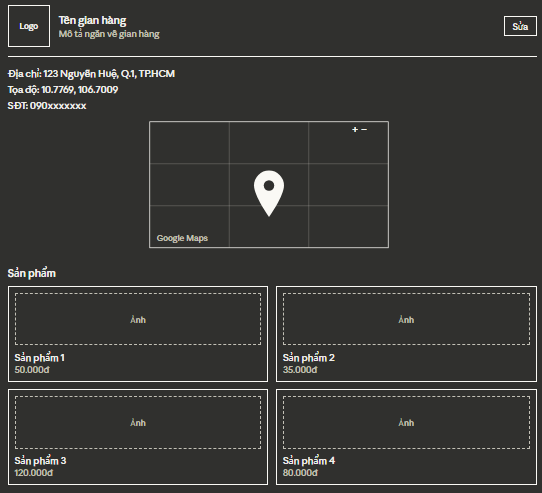 Logo
Tên gian hàng
Mô tả ngắn về gian hàng
Sửa
Địa chỉ: 123 Nguyễn Huệ, Q.1, TP.HCM
Tọa độ: 10.7769, 106.7009
SĐT: 090xxxxxxx
+ −
Google Maps
Sản phẩm
Ảnh
Sản phẩm 1
50.000đ
Ảnh
Sản phẩm 2
35.000đ
Ảnh
Sản phẩm 3
120.000đ
Ảnh
Sản phẩm 4
80.000đ